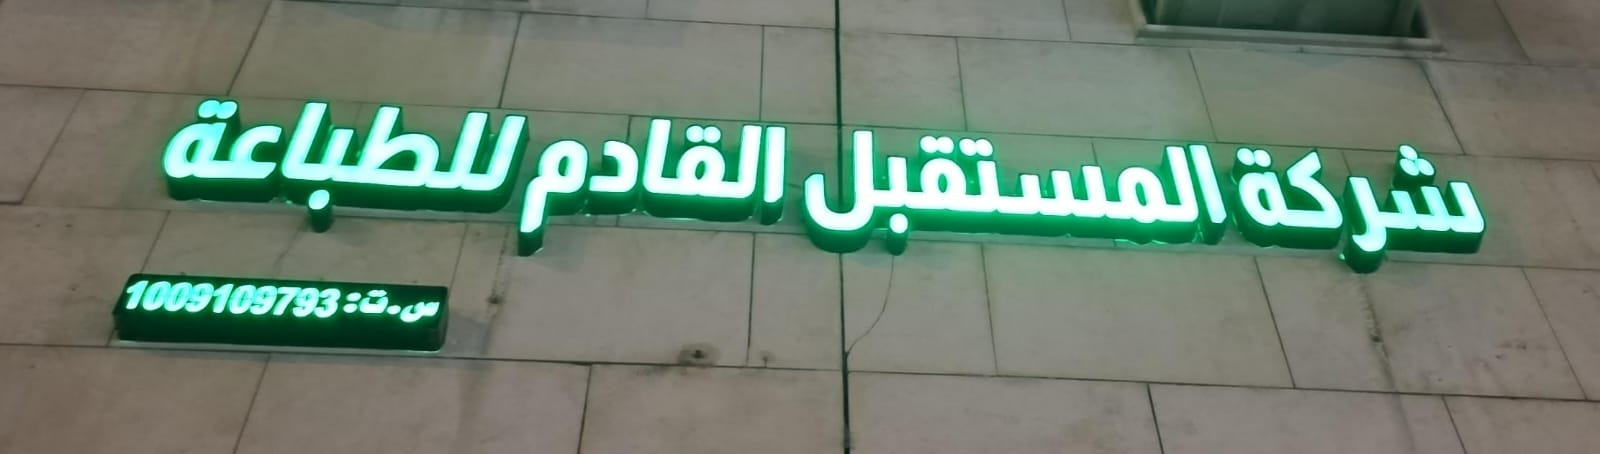 شركة المستقبل القادم للطباعة
س.ت: 1009109793